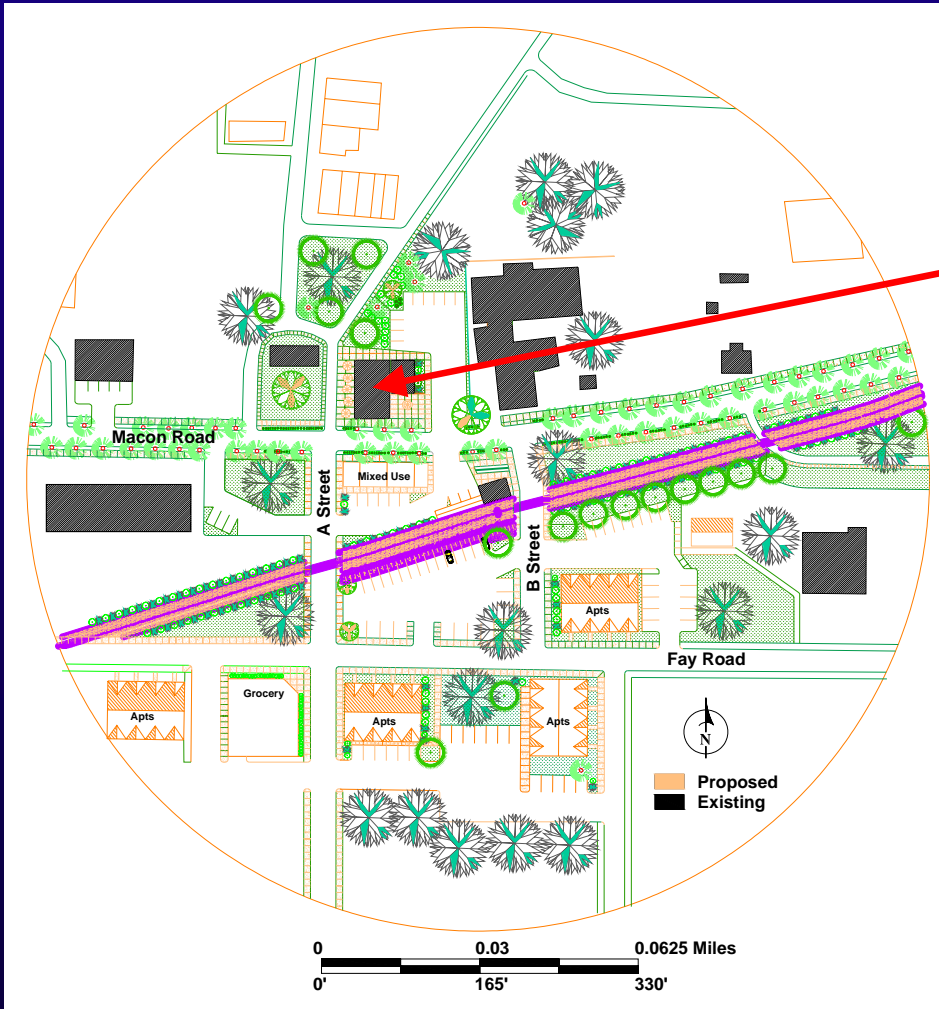 Macon Road
Mixed Use
A Street
B Street
Apts
Fay Road
Grocery
Apts
Apts
Apts
N
Proposed
Existing
0 0.03 0.0625 Miles
0' 165' 330'